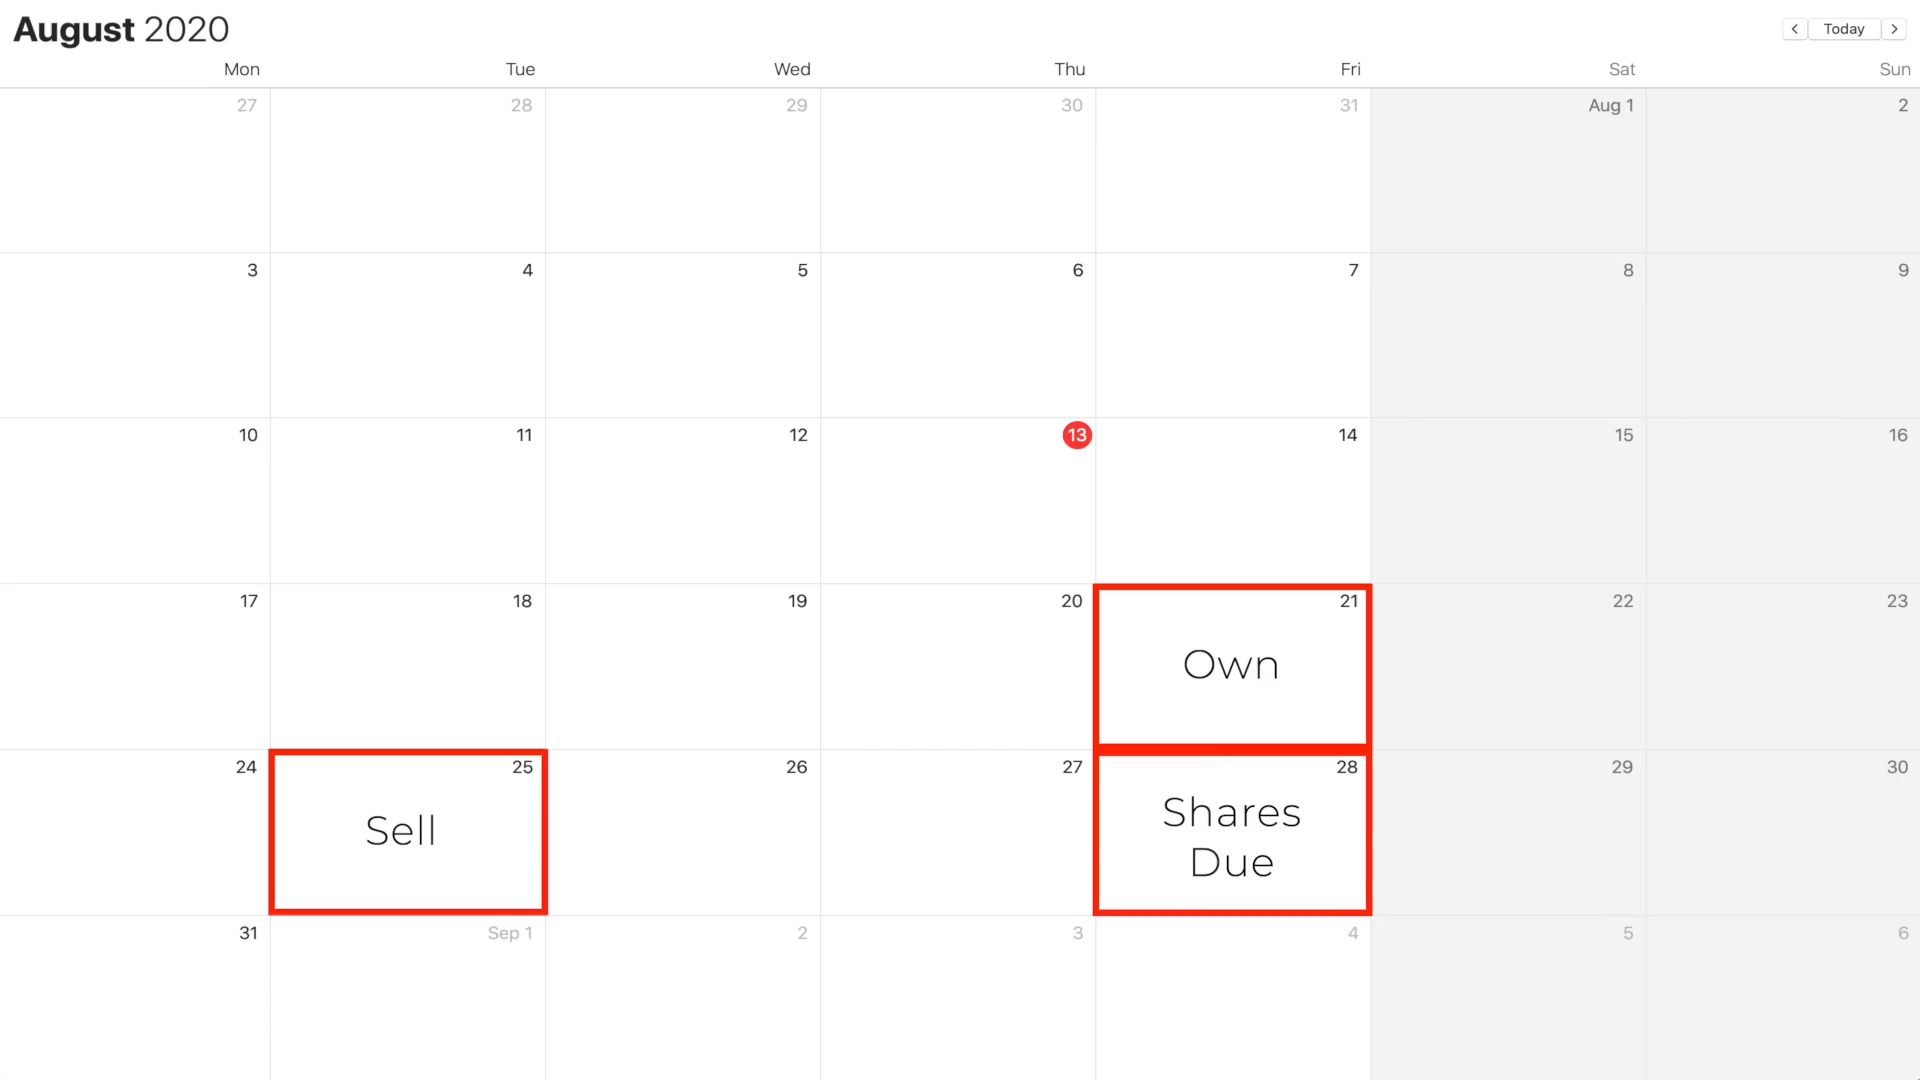 August 2020
< Today >
Mon Tue Wed Thu Fri Sat Sun
27 28 29 30 31 Aug 1 2
3 4 5 6 7 8 9
10 11 12 13 14 15 16
17 18 19 20 21 22 23
Own
24 25 26 27 28 29 30
Sell
Shares
Due
31 Sep 1 2 3 4 5 6